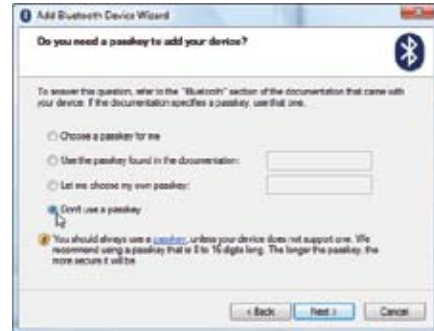 Add Bluetooth Device Wizard
Do you need a passkey to add your device?
To answer this question, refer to the "Bluetooth" section of the documentation that came with
your device. If the documentation specifies a passkey, use that one.
Choose a passkey for me
Use the passkey found in the documentation:
Let me choose my own passkey:
Don't use a passkey
You should always use a passkey, unless your device does not support one. We
recommend using a passkey that is 8 to 16 digits long. The longer the passkey, the
more secure it will be.
< Back
Next >
Cancel